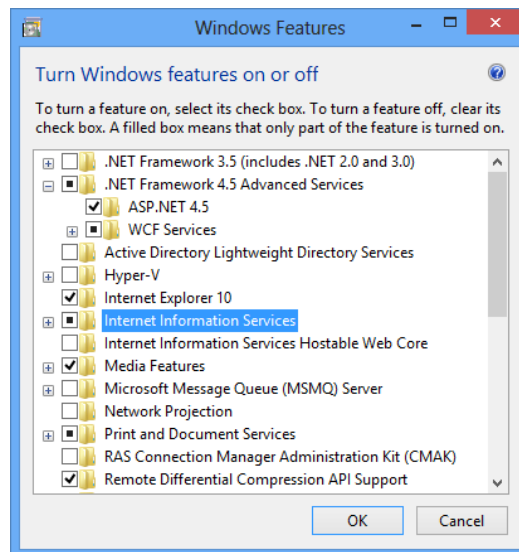 Windows Features
Turn Windows features on or off
To turn a feature on, select its check box. To turn a feature off, clear its
check box. A filled box means that only part of the feature is turned on.
.NET Framework 3.5 (includes .NET 2.0 and 3.0)
.NET Framework 4.5 Advanced Services
ASP.NET 4.5
WCF Services
Active Directory Lightweight Directory Services
Hyper-V
Internet Explorer 10
Internet Information Services
Internet Information Services Hostable Web Core
Media Features
Microsoft Message Queue (MSMQ) Server
Network Projection
Print and Document Services
RAS Connection Manager Administration Kit (CMAK)
Remote Differential Compression API Support
OK
Cancel